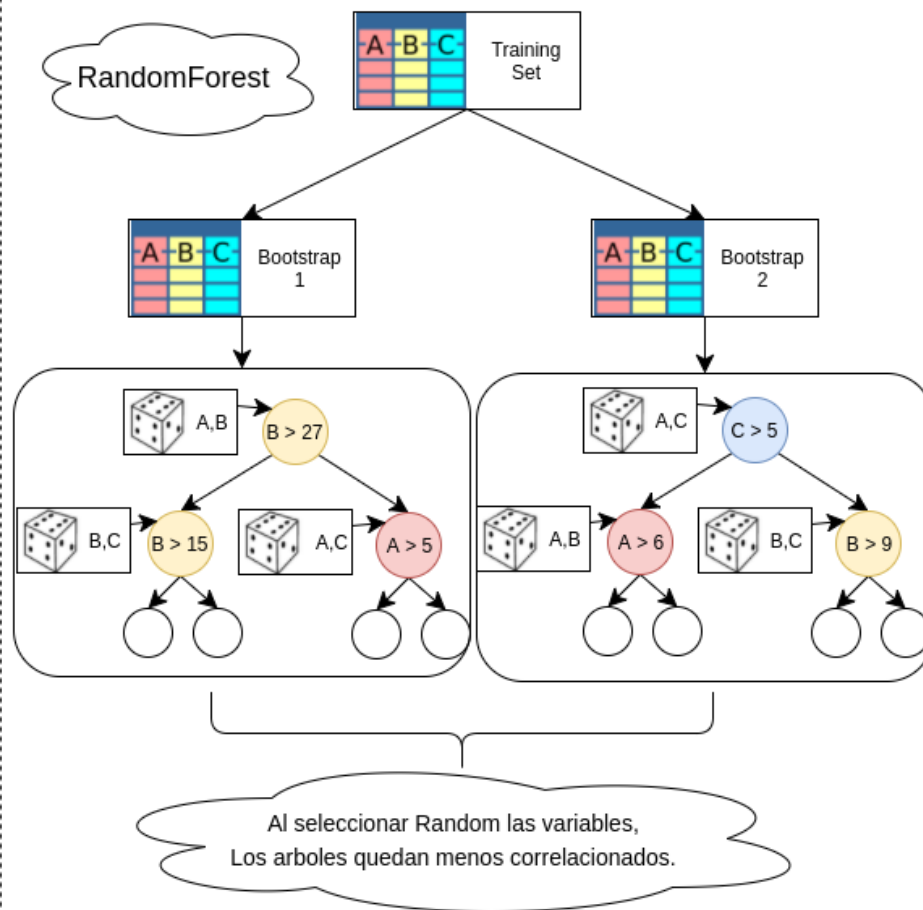 RandomForest
A B C
Training
Set
A B C
Bootstrap
1
A B C
Bootstrap
2
A,B
B > 27
B,C
B > 15
A,C
A > 5
A,C
C > 5
A,B
A > 6
B,C
B > 9
Al seleccionar Random las variables,
Los arboles quedan menos correlacionados.